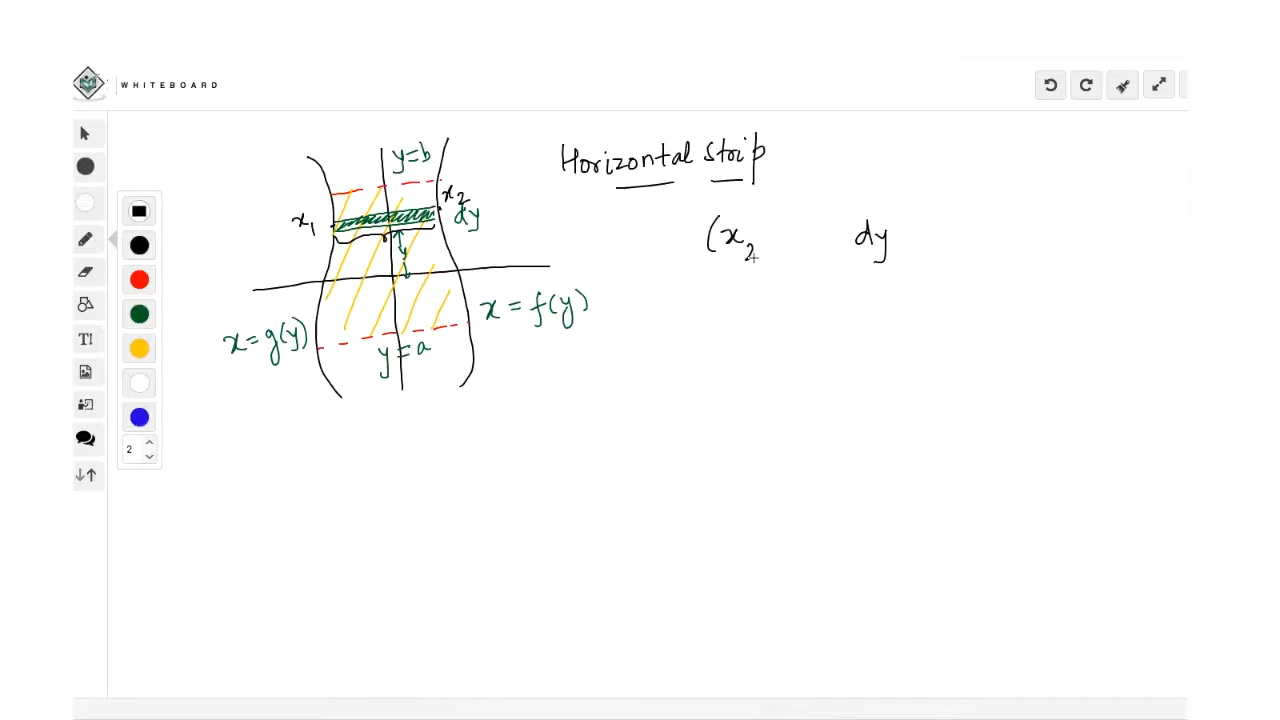 WHITEBOARD
y=b
Horizontal Strip
x2
x1
dy
(x2 dy
y
x=g(y)
x = f(y)
y=a
T!
2